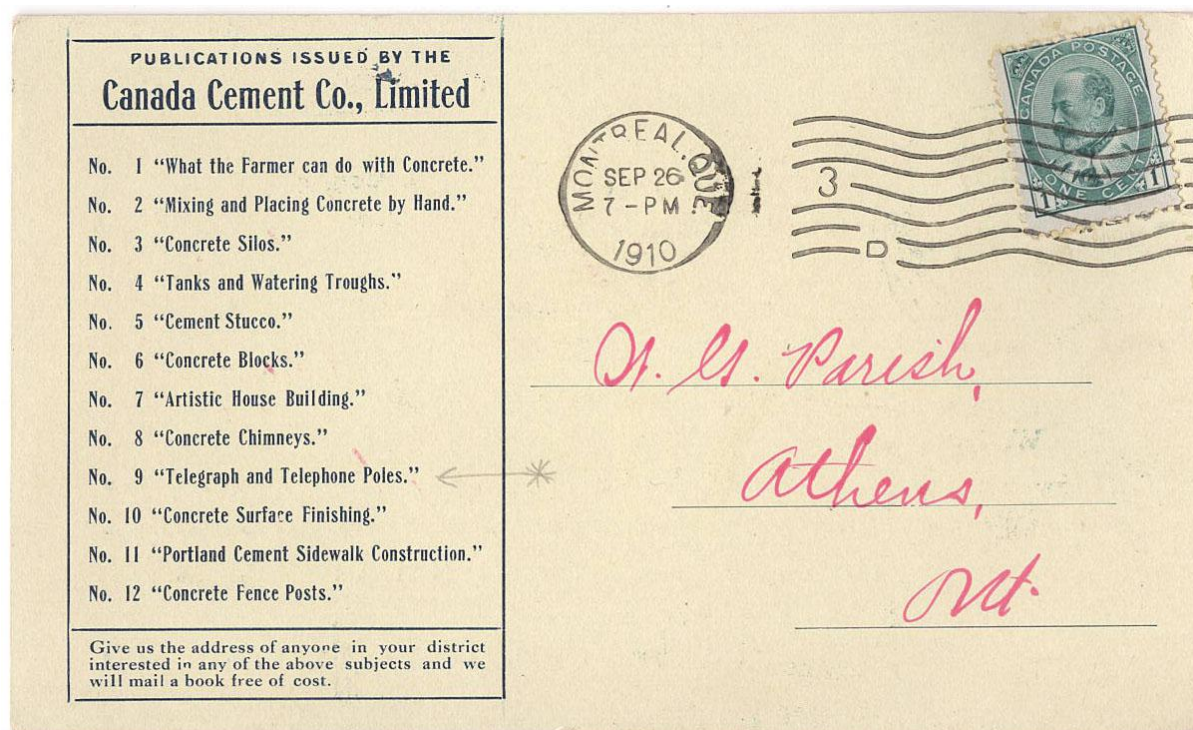 PUBLICATIONS ISSUED BY THE
Canada Cement Co., Limited
No. 1 “What the Farmer can do with Concrete.”
No. 2 “Mixing and Placing Concrete by Hand.”
No. 3 “Concrete Silos.”
No. 4 “Tanks and Watering Troughs.”
No. 5 “Cement Stucco.”
No. 6 “Concrete Blocks.”
No. 7 “Artistic House Building.”
No. 8 “Concrete Chimneys.”
No. 9 “Telegraph and Telephone Poles.”
No. 10 “Concrete Surface Finishing.”
No. 11 “Portland Cement Sidewalk Construction.”
No. 12 “Concrete Fence Posts.”
Give us the address of anyone in your district
interested in any of the above subjects and we
will mail a book free of cost.
MONTREAL. QUE.
SEP 26
7-PM
1910
3
D
CANADA POSTAGE
1 ONE CENT 1
G. Parish,
Athens,
Ont.